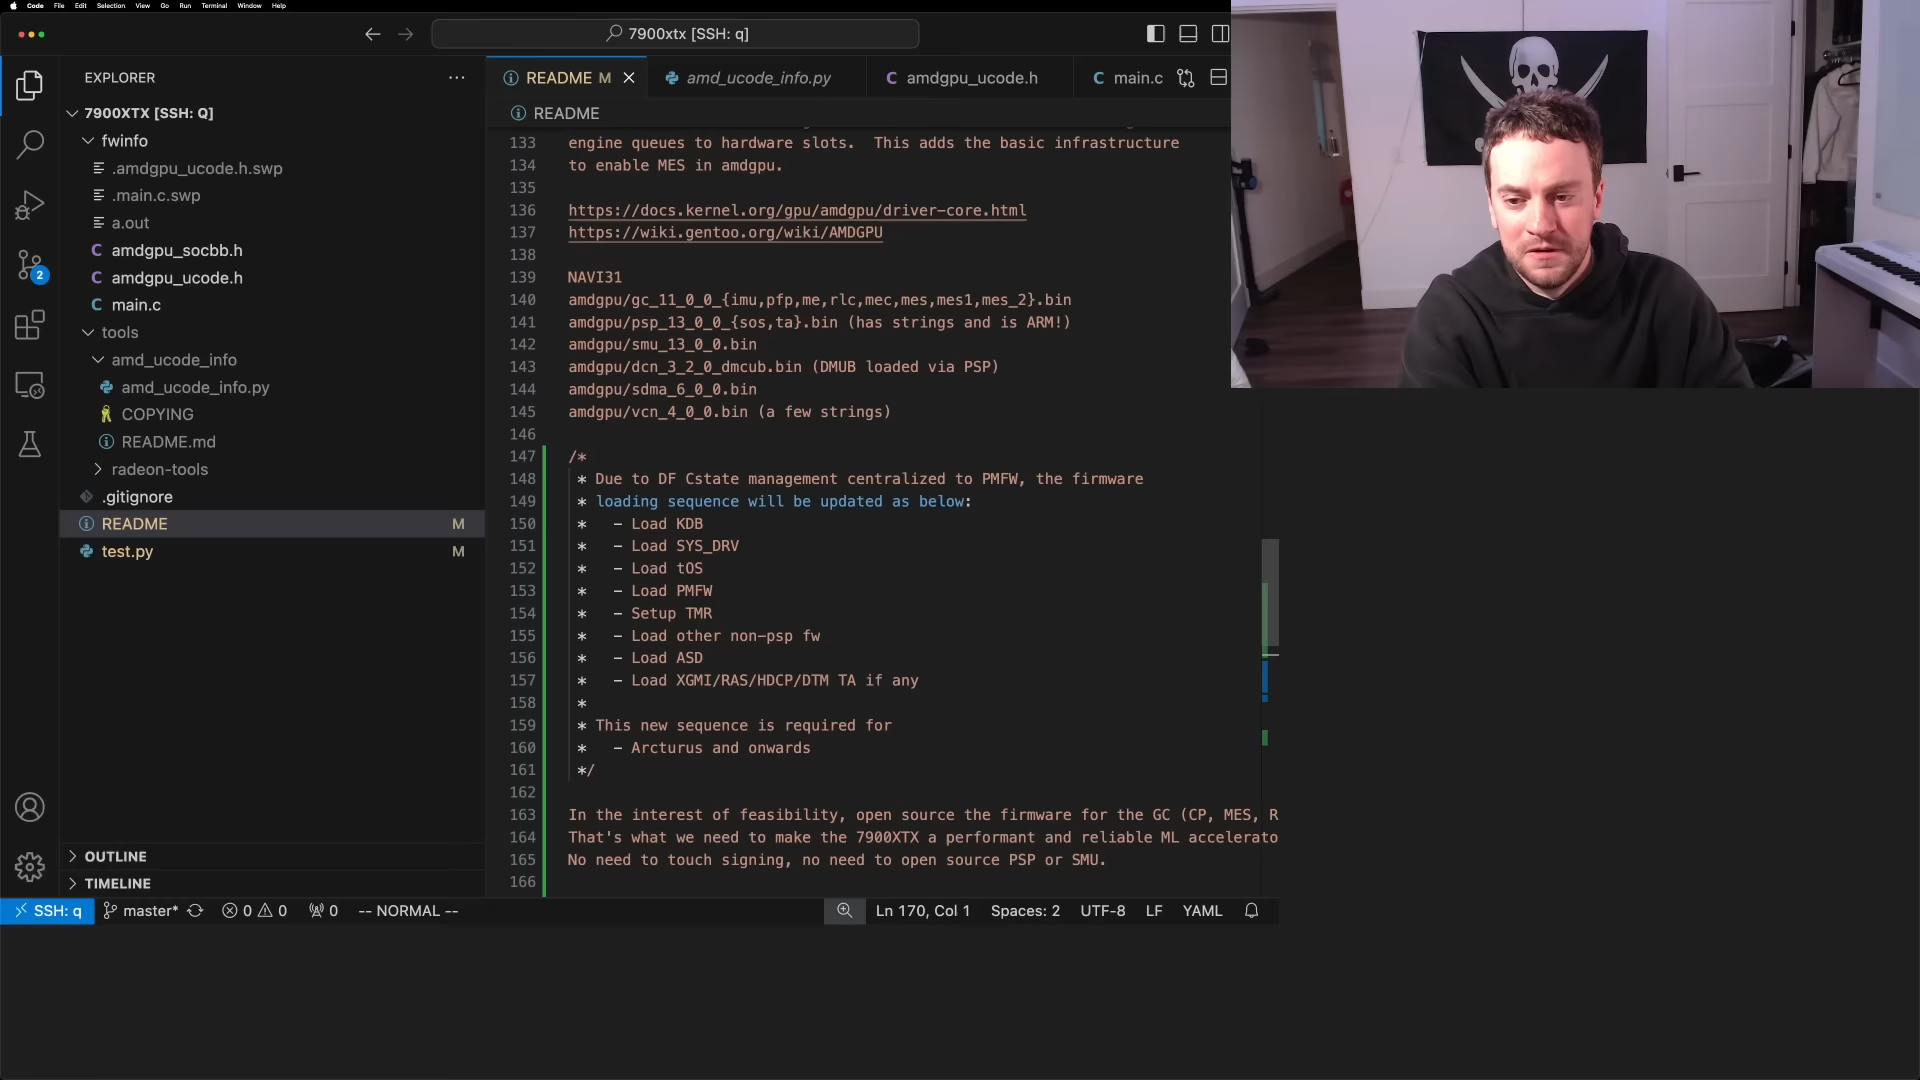 Code File Edit Selection View Go Run Terminal Window Help
7900xtx [SSH: q]
EXPLORER
7900XTX [SSH: Q]
fwinfo
.amdgpu_ucode.h.swp
.main.c.swp
a.out
C amdgpu_socbb.h
C amdgpu_ucode.h
C main.c
tools
amd_ucode_info
amd_ucode_info.py
COPYING
README.md
radeon-tools
.gitignore
README M
test.py M
OUTLINE
TIMELINE
2
README M
amd_ucode_info.py
C amdgpu_ucode.h
C main.c
README
133 engine queues to hardware slots. This adds the basic infrastructure
134 to enable MES in amdgpu.
135
136 https://docs.kernel.org/gpu/amdgpu/driver-core.html
137 https://wiki.gentoo.org/wiki/AMDGPU
138
139 NAVI31
140 amdgpu/gc_11_0_0_{imu,pfp,me,rlc,mec,mes,mes1,mes_2}.bin
141 amdgpu/psp_13_0_0_{sos,ta}.bin (has strings and is ARM!)
142 amdgpu/smu_13_0_0.bin
143 amdgpu/dcn_3_2_0_dmcub.bin (DMUB loaded via PSP)
144 amdgpu/sdma_6_0_0.bin
145 amdgpu/vcn_4_0_0.bin (a few strings)
146
147 /*
148 * Due to DF Cstate management centralized to PMFW, the firmware
149 * loading sequence will be updated as below:
150 * - Load KDB
151 * - Load SYS_DRV
152 * - Load tOS
153 * - Load PMFW
154 * - Setup TMR
155 * - Load other non-psp fw
156 * - Load ASD
157 * - Load XGMI/RAS/HDCP/DTM TA if any
158 *
159 * This new sequence is required for
160 * - Arcturus and onwards
161 */
162
163 In the interest of feasibility, open source the firmware for the GC (CP, MES, R
164 That's what we need to make the 7900XTX a performant and reliable ML accelerato
165 No need to touch signing, no need to open source PSP or SMU.
166
SSH: q master* 0 0 0 -- NORMAL -- Ln 170, Col 1 Spaces: 2 UTF-8 LF YAML